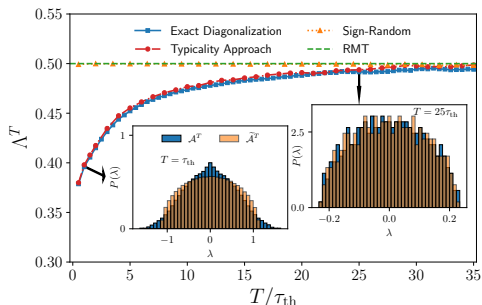 Exact Diagonalization
Typicality Approach
Sign-Random
RMT
0.55
0.50
0.45
0.40
0.35
0.30
Λ^T
0 5 10 15 20 25 30 35
T/τ_th
1
0
P(λ)
𝒜^T
𝒜̃^T
T = τ_th
−1 0 1
λ
T = 25τ_th
2.5
0.0
P(λ)
−0.2 0.0 0.2
λ